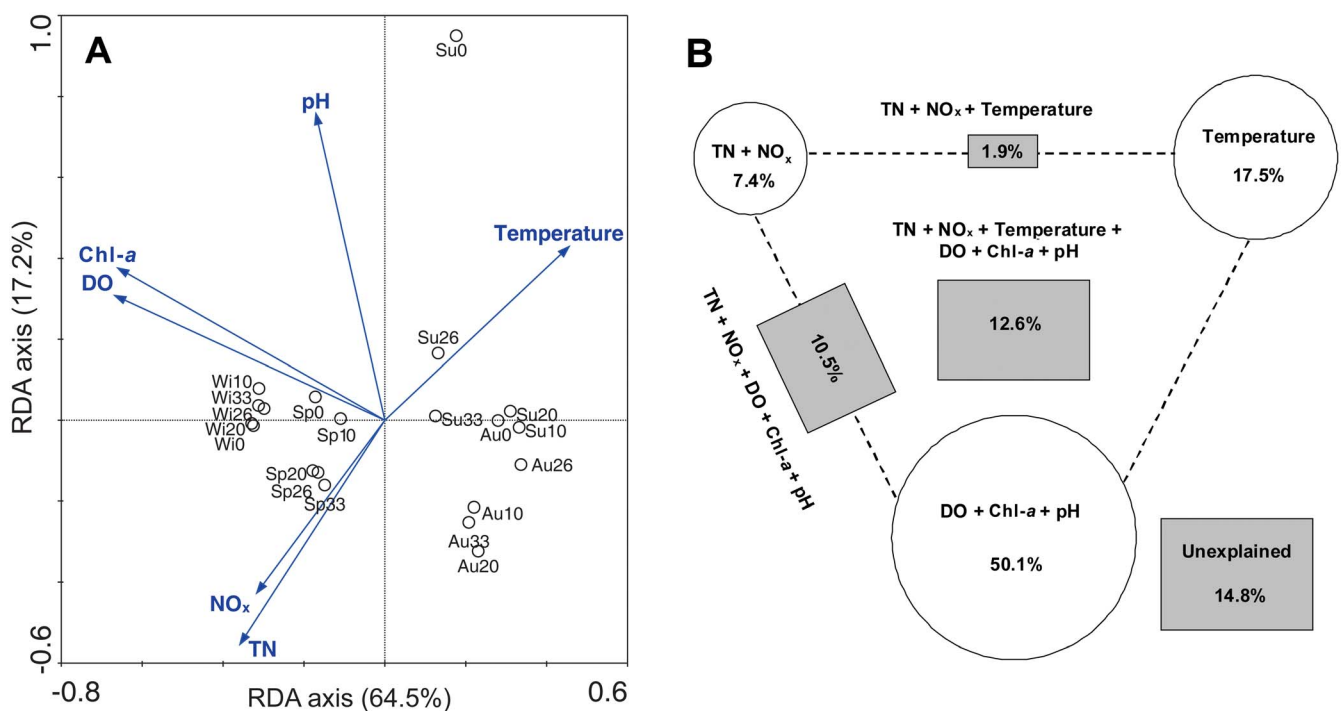 A
1.0
-0.6
RDA axis (17.2%)
-0.8
RDA axis (64.5%)
0.6
Su0
pH
Temperature
Chl-a
DO
Su26
Wi10
Wi33
Wi26
Wi20
Wi0
Sp0
Sp10
Su33
Su20
Au0
Su10
Sp20
Sp26
Sp33
Au26
Au10
Au33
Au20
NOx
TN
B
TN + NOx + Temperature
1.9%
TN + NOx
7.4%
Temperature
17.5%
TN + NOx + Temperature +
DO + Chl-a + pH
12.6%
TN + NOx + DO + Chl-a + pH
10.5%
DO + Chl-a + pH
50.1%
Unexplained
14.8%